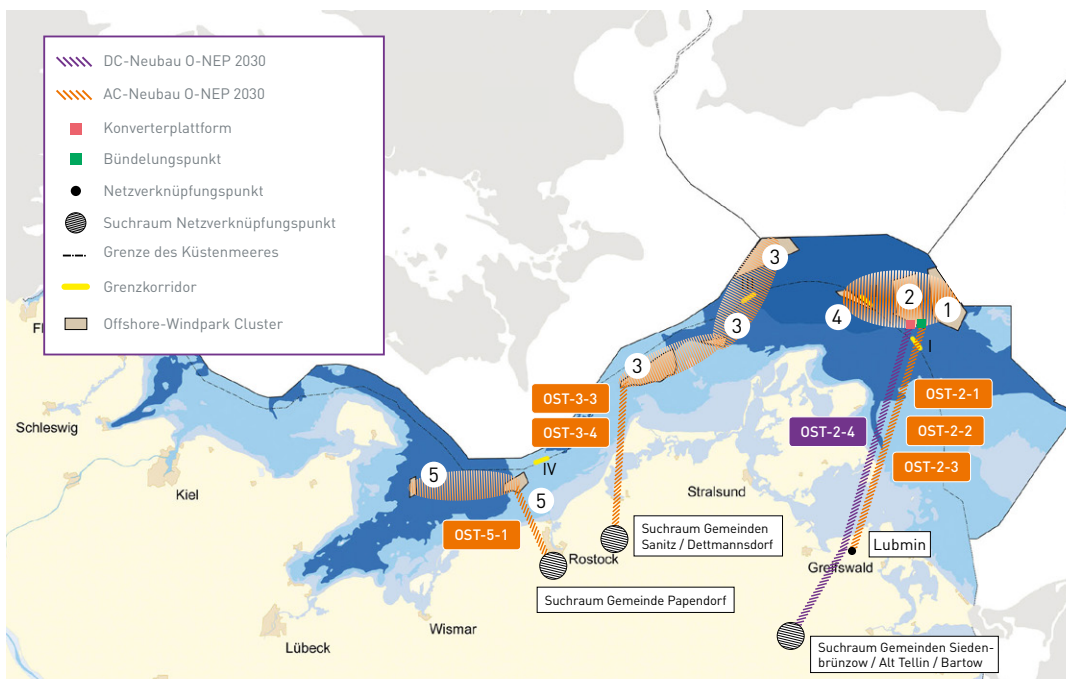 DC-Neubau O-NEP 2030
AC-Neubau O-NEP 2030
Konverterplattform
Bündelungspunkt
Netzverknüpfungspunkt
Suchraum Netzverknüpfungspunkt
Grenze des Küstenmeeres
Grenzkorridor
Offshore-Windpark Cluster
3
2
1
4
3
I
3
OST-3-3
OST-2-1
OST-3-4
OST-2-4
OST-2-2
OST-2-3
Schleswig
IV
5
5
Kiel
Stralsund
OST-5-1
Suchraum Gemeinden
Sanitz / Dettmannsdorf
Rostock
Lubmin
Greifswald
Suchraum Gemeinde Papendorf
Wismar
Lübeck
Suchraum Gemeinden Sieden-
brünzow / Alt Tellin / Bartow